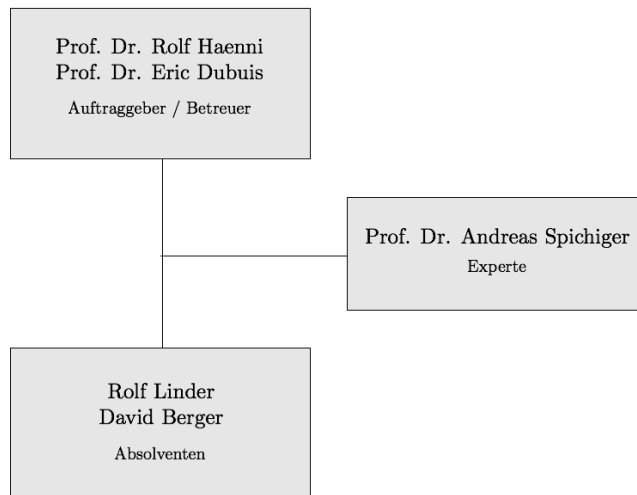 Prof. Dr. Rolf Haenni
Prof. Dr. Eric Dubuis
Auftraggeber / Betreuer
Prof. Dr. Andreas Spichiger
Experte
Rolf Linder
David Berger
Absolventen